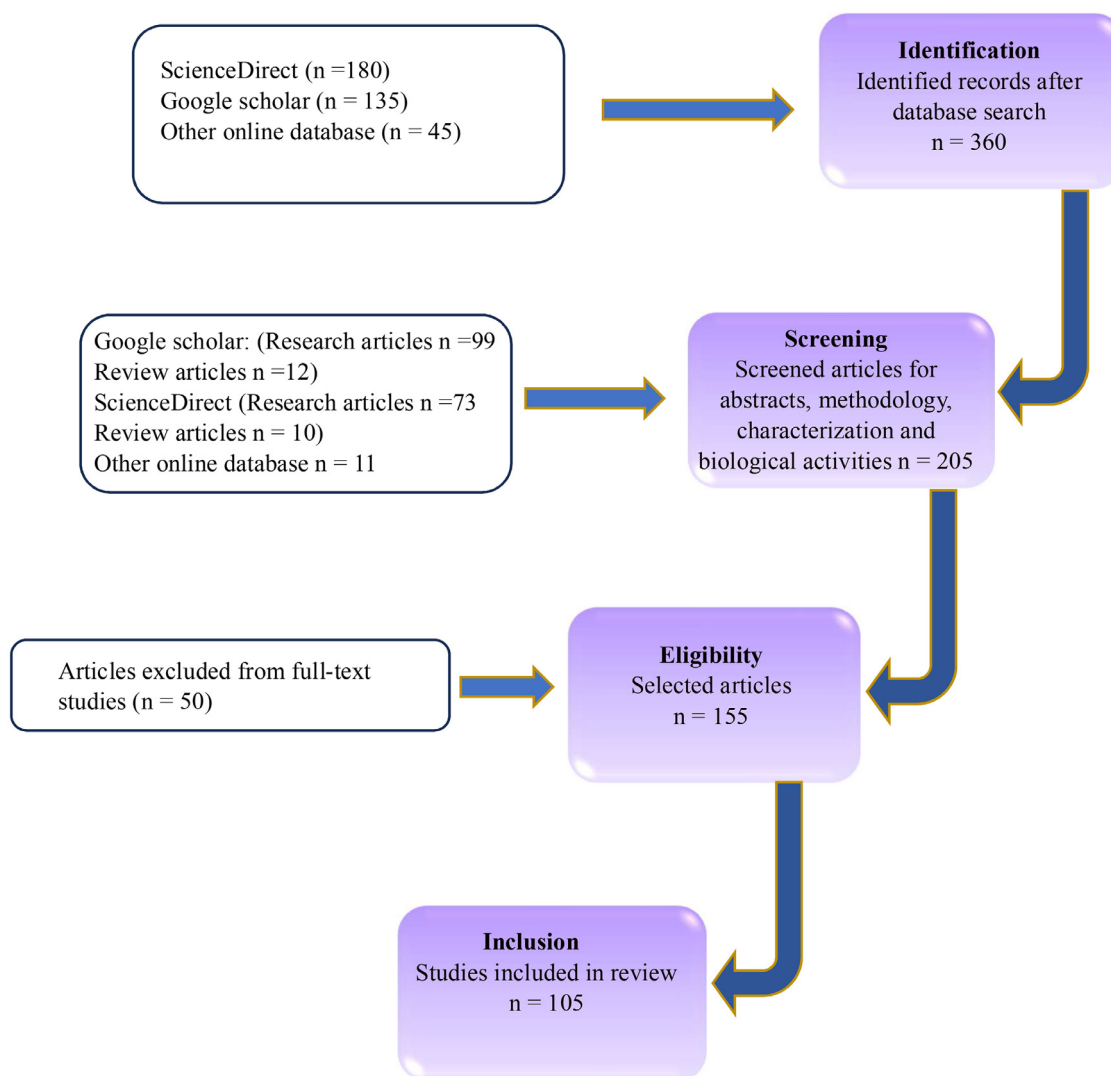 ScienceDirect (n =180)
Google scholar (n = 135)
Other online database (n = 45)
Identification
Identified records after
database search
n = 360
Google scholar: (Research articles n =99
Review articles n =12)
ScienceDirect (Research articles n =73
Review articles n = 10)
Other online database n = 11
Screening
Screened articles for
abstracts, methodology,
characterization and
biological activities n = 205
Articles excluded from full-text
studies (n = 50)
Eligibility
Selected articles
n = 155
Inclusion
Studies included in review
n = 105